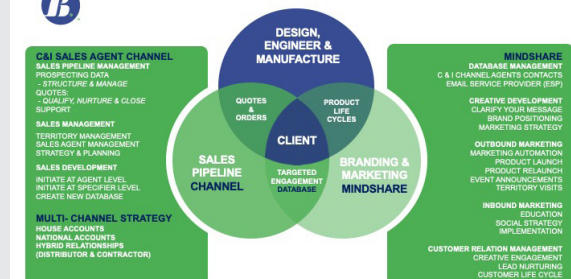 B
C&I SALES AGENT CHANNEL
SALES PIPELINE MANAGEMENT
PROSPECTING DATA
- STRUCTURE & MANAGE
QUOTES:
- QUALIFY, NURTURE & CLOSE
SUPPORT
SALES MANAGEMENT
TERRITORY MANAGEMENT
SALES AGENT MANAGEMENT
STRATEGY & PLANNING
SALES DEVELOPMENT
INITIATE AT AGENT LEVEL
INITIATE AT SPECIFIER LEVEL
CREATE NEW DATABASE
MULTI- CHANNEL STRATEGY
HOUSE ACCOUNTS
NATIONAL ACCOUNTS
HYBRID RELATIONSHIPS
(DISTRIBUTOR & CONTRACTOR)
DESIGN,
ENGINEER &
MANUFACTURE
QUOTES
&
ORDERS
PRODUCT
LIFE
CYCLES
CLIENT
SALES
PIPELINE
CHANNEL
TARGETED
ENGAGEMENT
DATABASE
BRANDING &
MARKETING
MINDSHARE
MINDSHARE
DATABASE MANAGEMENT
C & I CHANNEL AGENTS CONTACTS
EMAIL SERVICE PROVIDER (ESP)
CREATIVE DEVELOPMENT
CLARIFY YOUR MESSAGE
BRAND POSITIONING
MARKETING STRATEGY
OUTBOUND MARKETING
MARKETING AUTOMATION
PRODUCT LAUNCH
PRODUCT RELAUNCH
EVENT ANNOUNCEMENTS
TERRITORY VISITS
INBOUND MARKETING
EDUCATION
SOCIAL STRATEGY
IMPLEMENTATION
CUSTOMER RELATION MANAGEMENT
CREATIVE ENGAGEMENT
LEAD NURTURING
CUSTOMER LIFE CYCLE